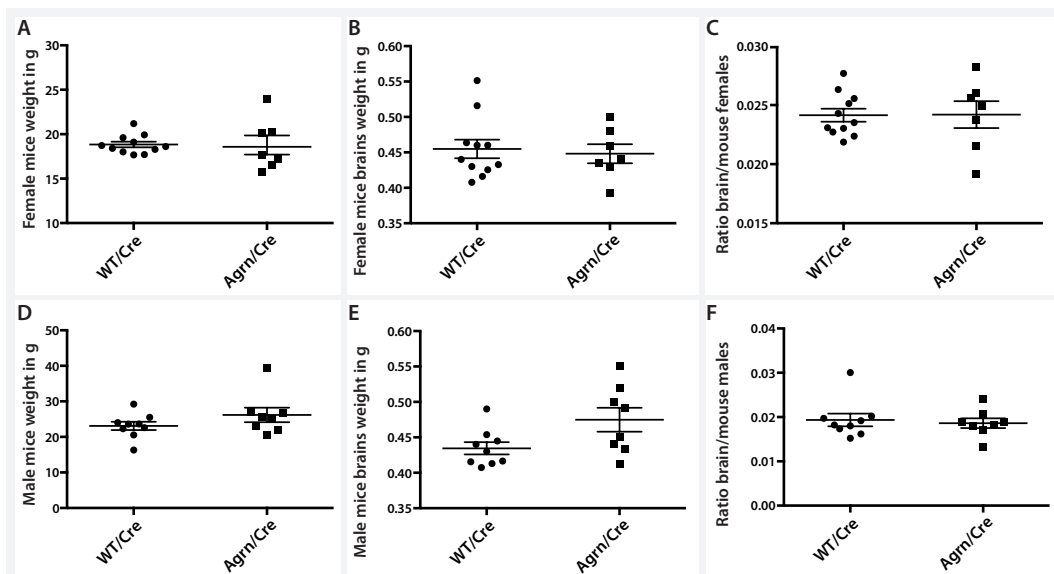 A
Female mice weight in g
30
25
20
15
10
WT/Cre
Agrn/Cre
B
Female mice brains weight in g
0.60
0.55
0.50
0.45
0.40
0.35
WT/Cre
Agrn/Cre
C
Ratio brain/mouse females
0.030
0.025
0.020
0.015
WT/Cre
Agrn/Cre
D
Male mice weight in g
50
40
30
20
10
0
WT/Cre
Agrn/Cre
E
Male mice brains weight in g
0.60
0.55
0.50
0.45
0.40
0.35
WT/Cre
Agrn/Cre
F
Ratio brain/mouse males
0.04
0.03
0.02
0.01
0.00
WT/Cre
Agrn/Cre